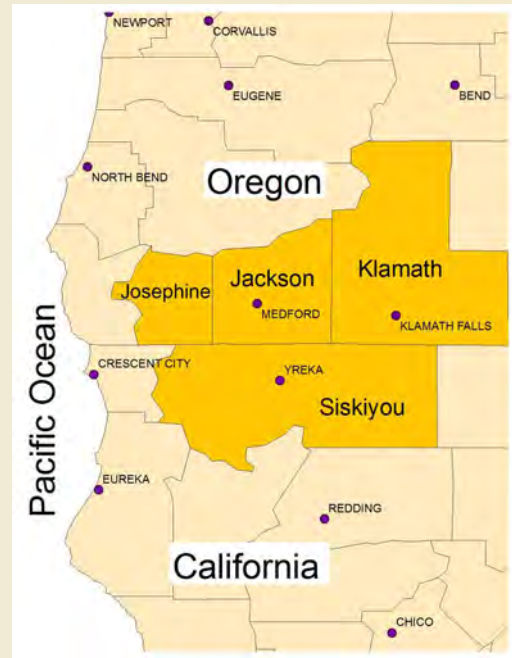 NEWPORT
CORVALLIS
EUGENE
BEND
NORTH BEND
Oregon
Klamath
Jackson
Josephine
MEDFORD
KLAMATH FALLS
CRESCENT CITY
YREKA
Siskiyou
Pacific Ocean
EUREKA
REDDING
California
CHICO